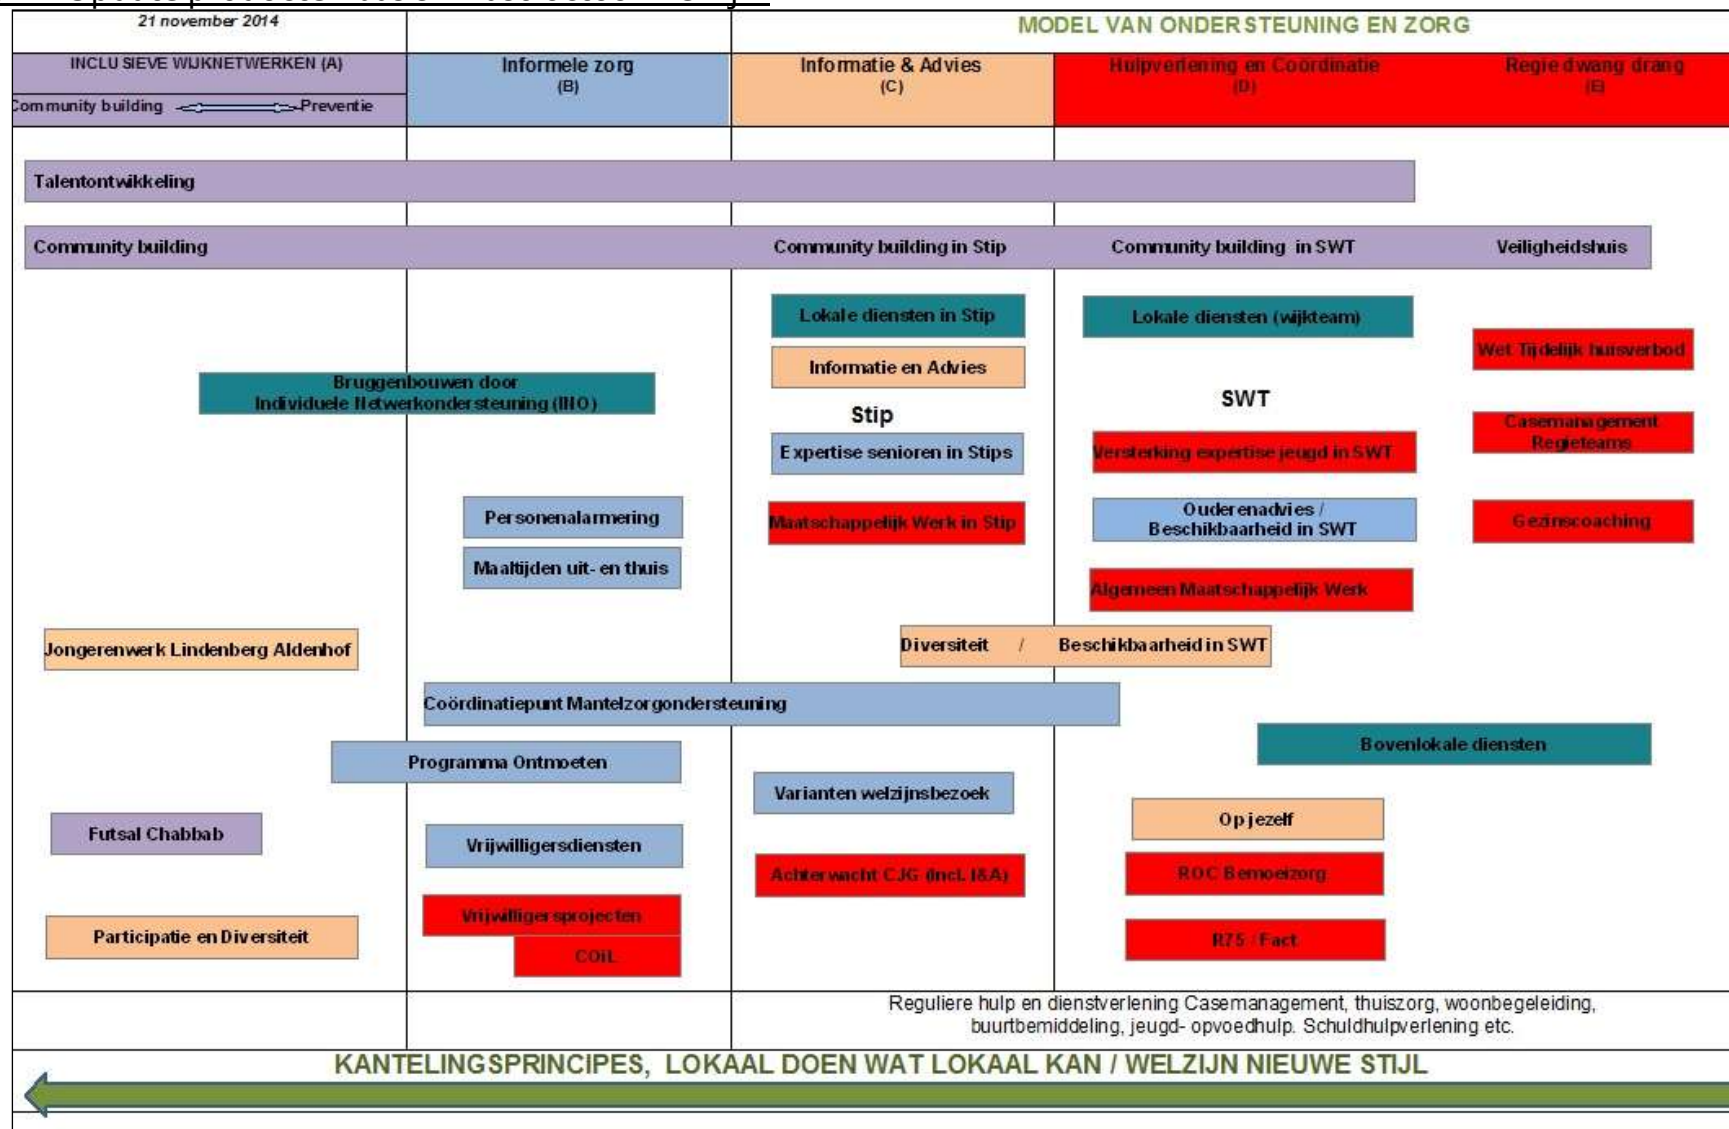 21 november 2014
MODEL VAN ONDERSTEUNING EN ZORG
INCLUSIEVE WIJKNETWERKEN (A)
Community building
Preventie
Informele zorg
(B)
Informatie & Advies
(C)
Hulpverlening en Coördinatie
(D)
Regie dwang drang
(E)
Talentontwikkeling
Community building
Community building in Stip
Community building in SWT
Veiligheidshuis
Lokale diensten in Stip
Lokale diensten (wijkteam)
Wet Tijdelijk huisverbod
Informatie en Advies
Bruggenbouwen door
Individuele Netwerkondersteuning (INO)
Stip
SWT
Casemanagement
Regieteams
Expertise senioren in Stips
Versterking expertise jeugd in SWT
Personenalarmering
Maatschappelijk Werk in Stip
Ouderenadvies /
Beschikbaarheid in SWT
Gezinscoaching
Maaltijden uit- en thuis
Algemeen Maatschappelijk Werk
Jongerenwerk Lindenberg Aldenhof
Diversiteit / Beschikbaarheid in SWT
Coördinatiepunt Mantelzorgondersteuning
Bovenlokale diensten
Programma Ontmoeten
Varianten welzijnsbezoek
Futsal Chabbab
Op jezelf
Vrijwilligersdiensten
Achterwacht CJG (incl. I&A)
ROC Bemoeizorg
Vrijwilligersprojecten
Participatie en Diversiteit
R75 / Fact
COiL
Reguliere hulp en dienstverlening Casemanagement, thuiszorg, woonbegeleiding,
buurtbemiddeling, jeugd- opvoedhulp. Schuldhulpverlening etc.
KANTELINGSPRINCIPES, LOKAAL DOEN WAT LOKAAL KAN / WELZIJN NIEUWE STIJL